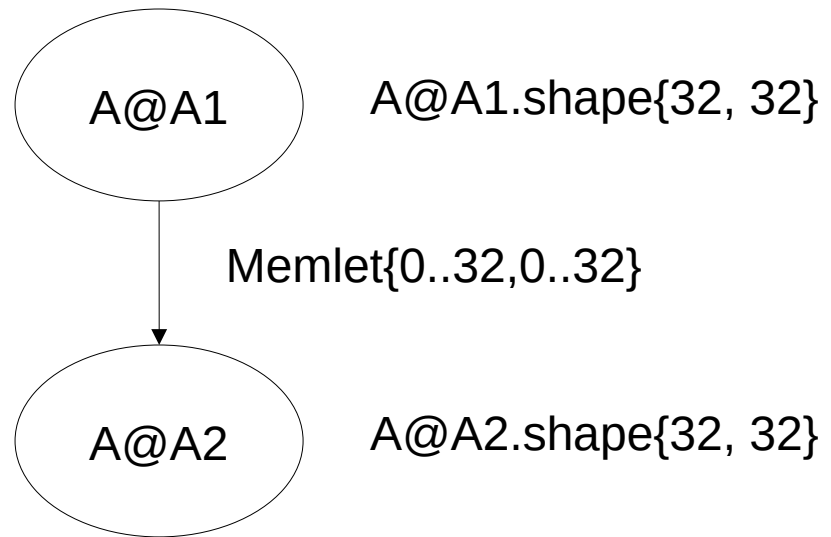 A@A1
A@A1.shape{32, 32}
Memlet{0..32,0..32}
A@A2
A@A2.shape{32, 32}